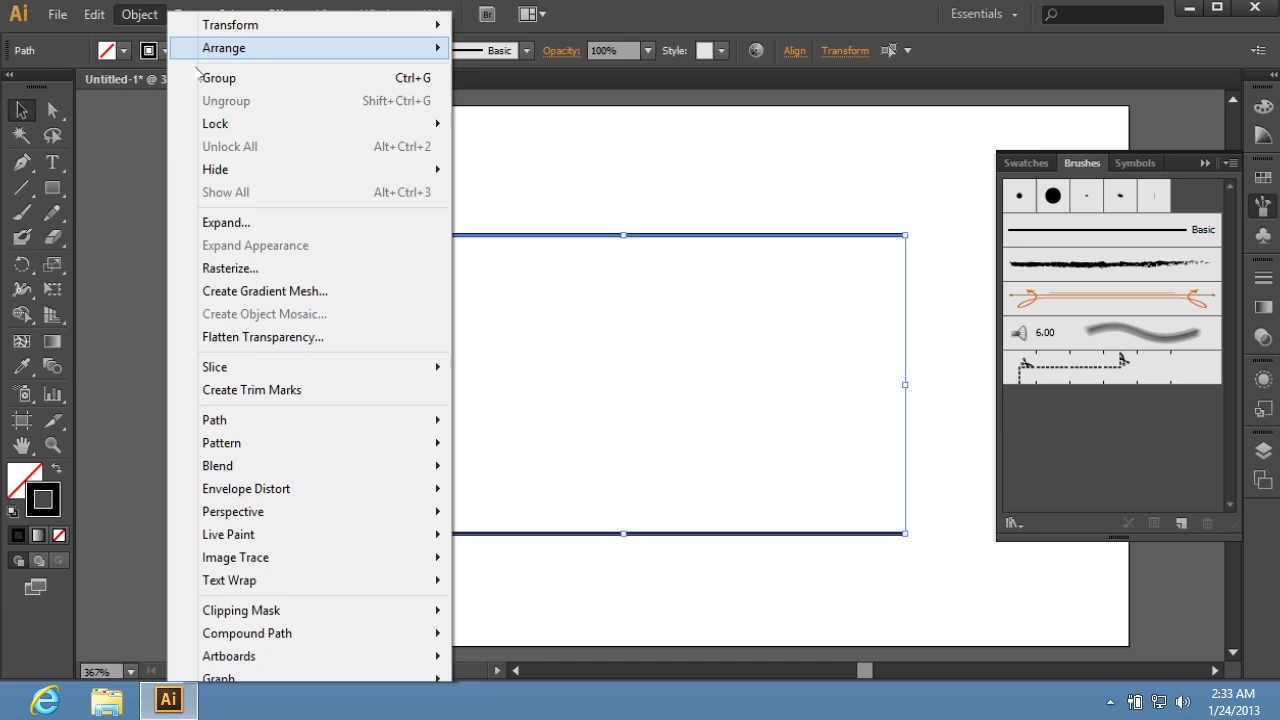 Ai File Edit Object Br Essentials
Path Basic Opacity: 100% Style: Align Transform
Untitled-1* @ 3
Transform
Arrange
Group Ctrl+G
Ungroup Shift+Ctrl+G
Lock
Unlock All Alt+Ctrl+2
Hide
Show All Alt+Ctrl+3
Expand...
Expand Appearance
Rasterize...
Create Gradient Mesh...
Create Object Mosaic...
Flatten Transparency...
Slice
Create Trim Marks
Path
Pattern
Blend
Envelope Distort
Perspective
Live Paint
Image Trace
Text Wrap
Clipping Mask
Compound Path
Artboards
Graph
Swatches Brushes Symbols
Basic
6.00
367%
Ai
2:33 AM
1/24/2013